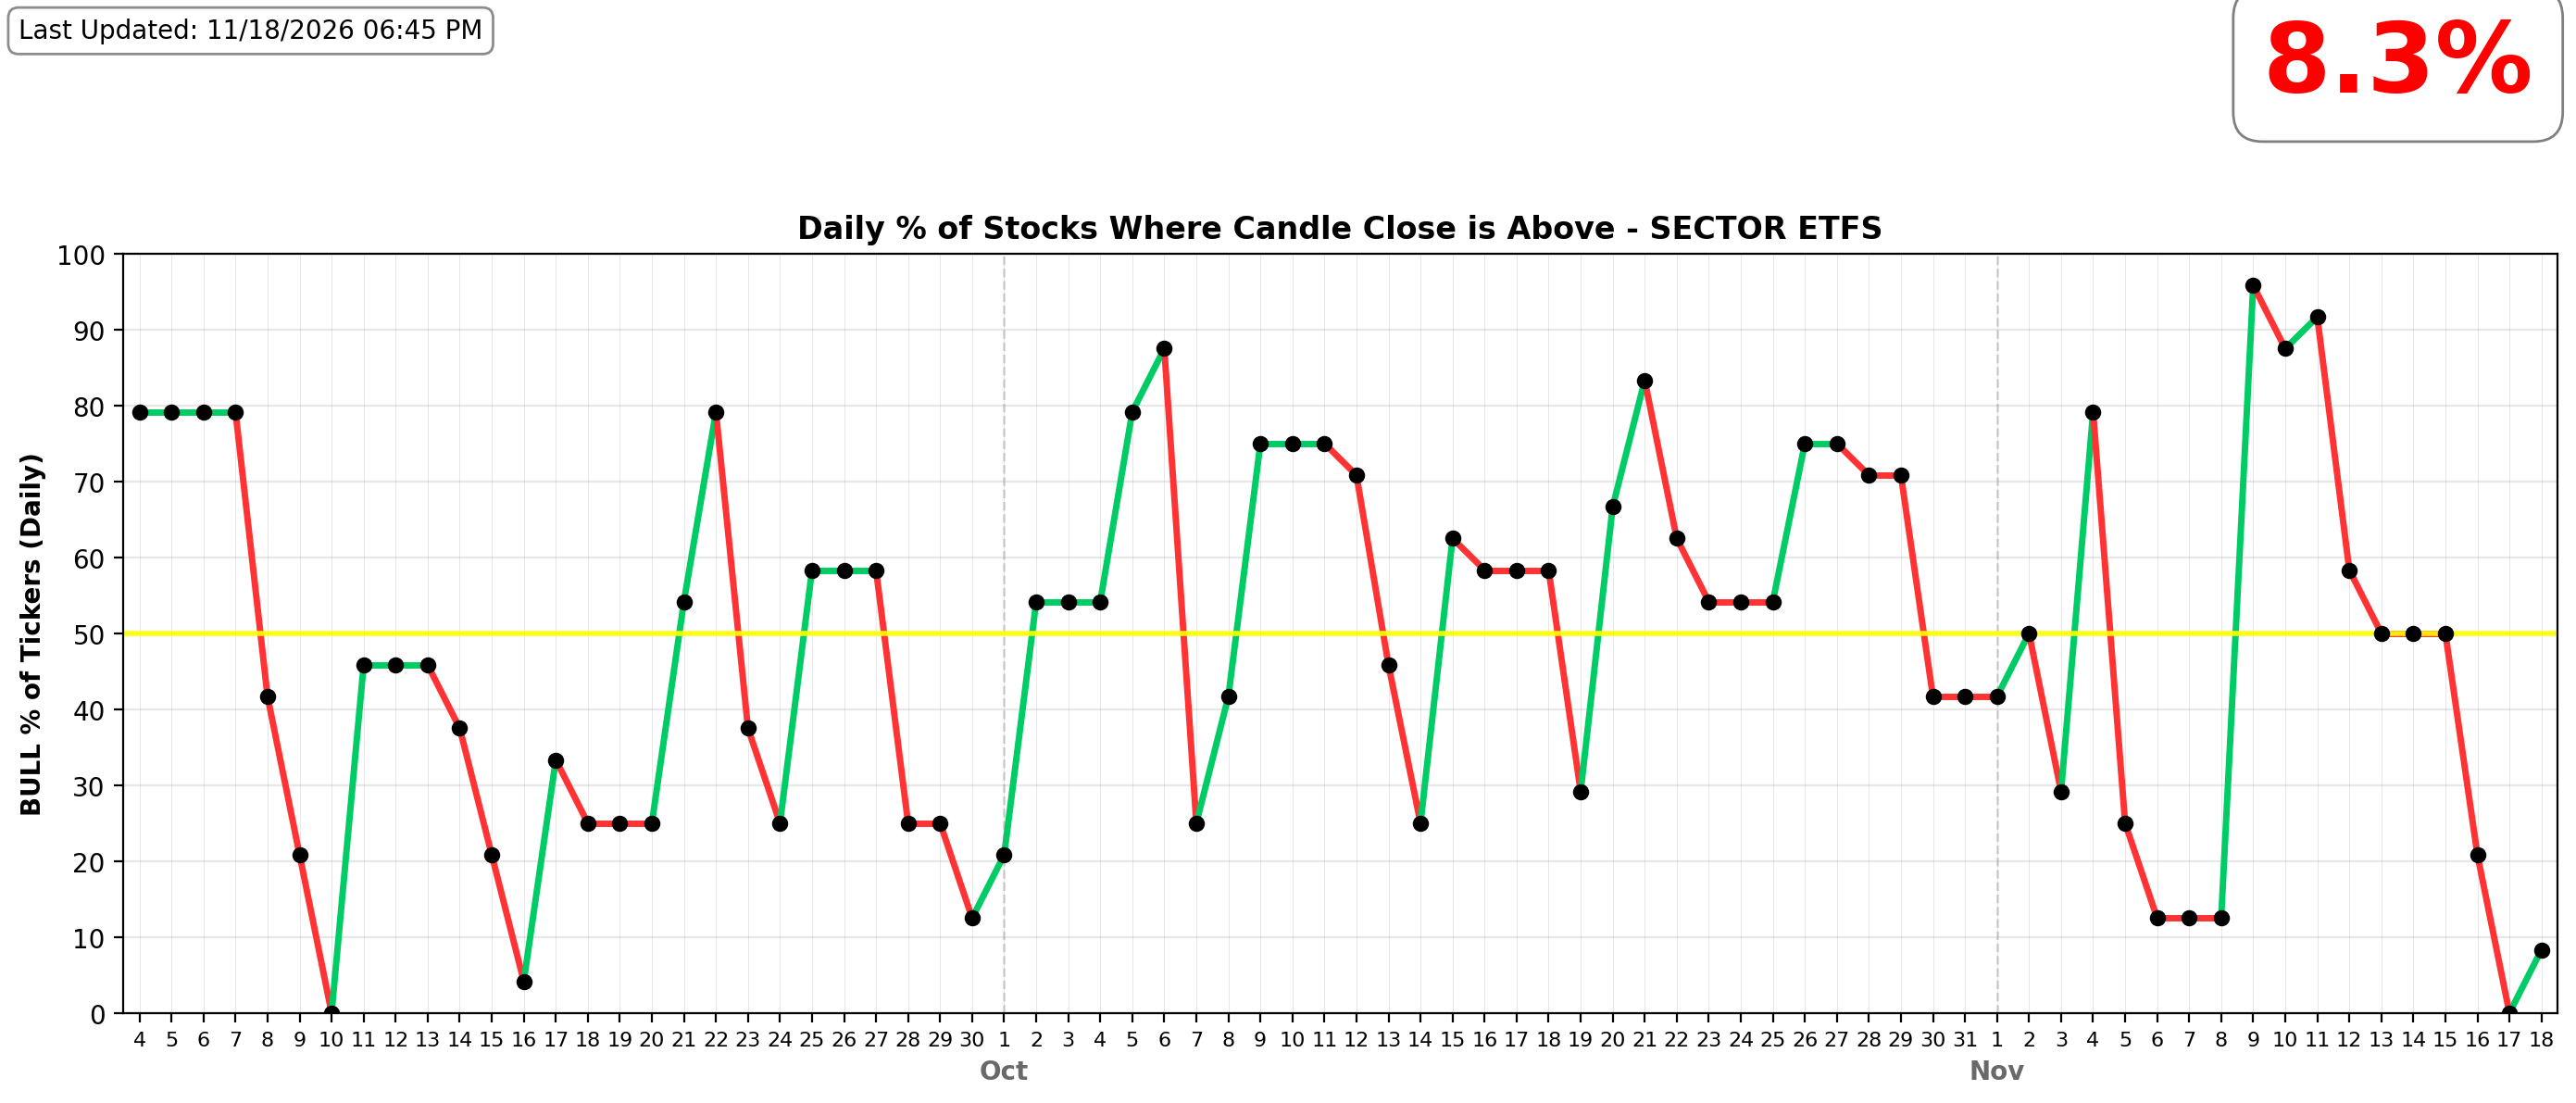 Last Updated: 11/18/2026 06:45 PM
8.3%
Daily % of Stocks Where Candle Close is Above - SECTOR ETFS
BULL % of Tickers (Daily)
100
90
80
70
60
50
40
30
20
10
0
4 5 6 7 8 9 10 11 12 13 14 15 16 17 18 19 20 21 22 23 24 25 26 27 28 29 30 1 2 3 4 5 6 7 8 9 10 11 12 13 14 15 16 17 18 19 20 21 22 23 24 25 26 27 28 29 30 31 1 2 3 4 5 6 7 8 9 10 11 12 13 14 15 16 17 18
Oct Nov